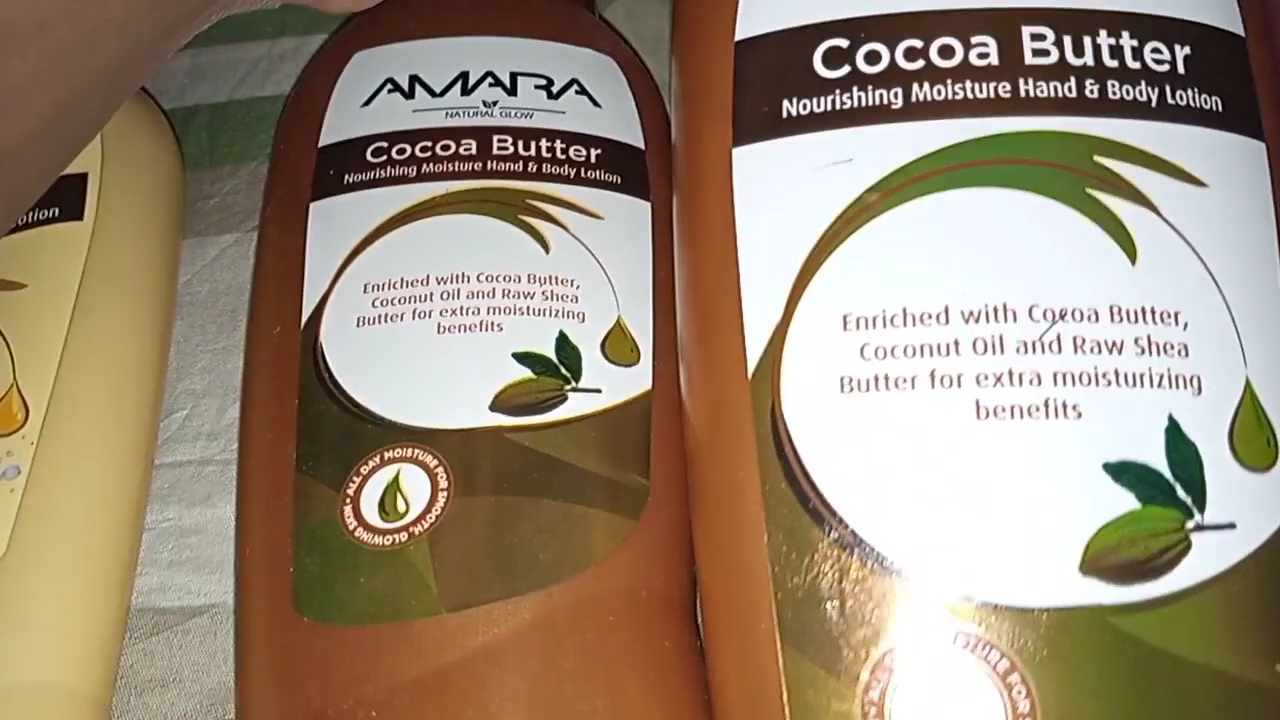 otion
AMARA
NATURAL GLOW
Cocoa Butter
Nourishing Moisture Hand & Body Lotion
Enriched with Cocoa Butter,
Coconut Oil and Raw Shea
Butter for extra moisturizing
benefits
ALL DAY MOISTURE FOR SMOOTH, GLOWING SKIN •
Cocoa Butter
Nourishing Moisture Hand & Body Lotion
Enriched with Cocoa Butter,
Coconut Oil and Raw Shea
Butter for extra moisturizing
benefits